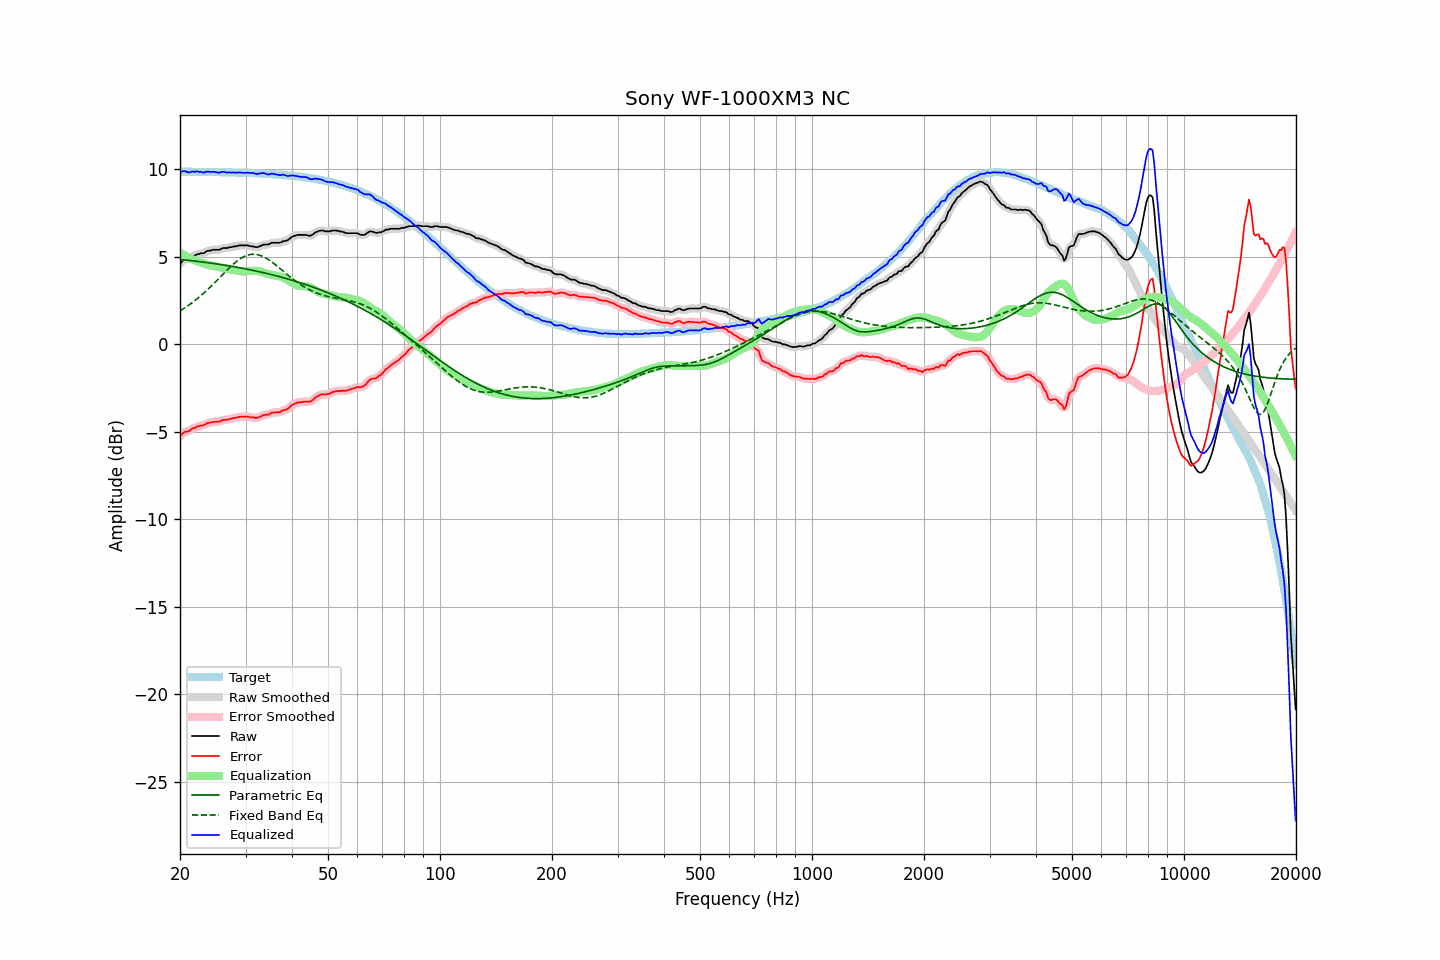 Sony WF-1000XM3 NC
Amplitude (dBr)
10
5
0
−5
−10
−15
−20
−25
Target
Raw Smoothed
Error Smoothed
Raw
Error
Equalization
Parametric Eq
Fixed Band Eq
Equalized
20
50
100
200
500
1000
2000
5000
10000
20000
Frequency (Hz)